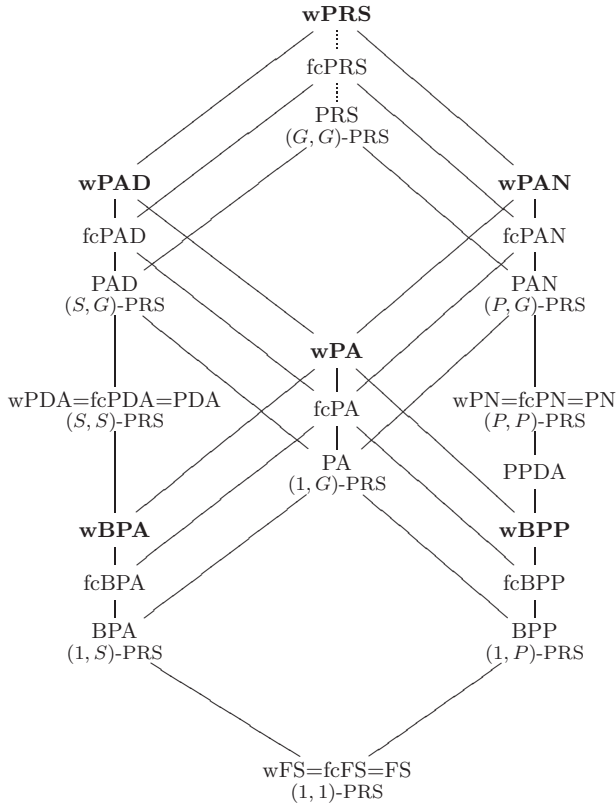 wPRS
fcPRS
PRS
(G, G)-PRS
wPAD
wPAN
fcPAD
fcPAN
PAD
(S, G)-PRS
PAN
(P, G)-PRS
wPA
wPDA=fcPDA=PDA
(S, S)-PRS
fcPA
wPN=fcPN=PN
(P, P)-PRS
PA
(1, G)-PRS
PPDA
wBPA
wBPP
fcBPA
fcBPP
BPA
(1, S)-PRS
BPP
(1, P)-PRS
wFS=fcFS=FS
(1, 1)-PRS